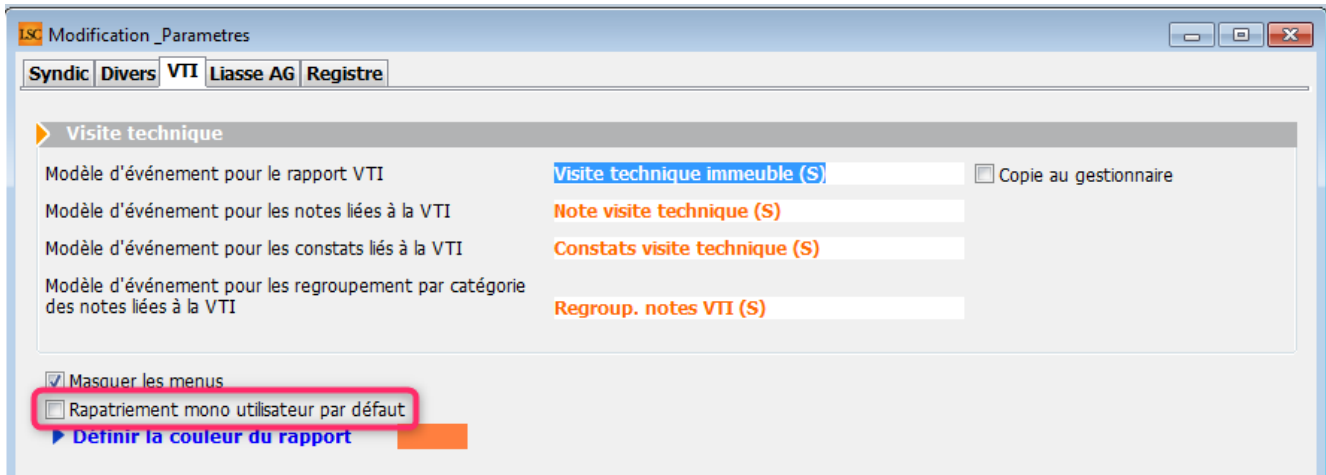 LSC Modification _Parametres
Syndic Divers VTI Liasse AG Registre
Visite technique
Modèle d'événement pour le rapport VTI Visite technique immeuble (S) Copie au gestionnaire
Modèle d'événement pour les notes liées à la VTI Note visite technique (S)
Modèle d'événement pour les constats liés à la VTI Constats visite technique (S)
Modèle d'événement pour les regroupement par catégorie
des notes liées à la VTI Regroup. notes VTI (S)
Masquer les menus
Rapatriement mono utilisateur par défaut
Définir la couleur du rapport